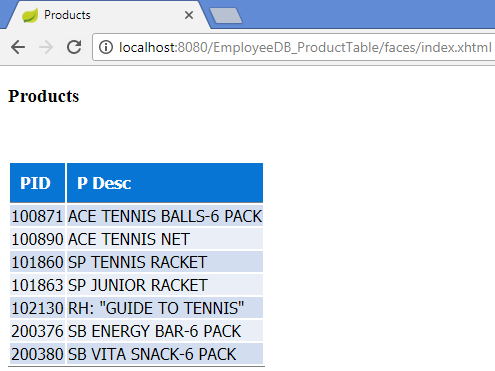 Products
localhost:8080/EmployeeDB_ProductTable/faces/index.xhtml
Products
PID P Desc
100871 ACE TENNIS BALLS-6 PACK
100890 ACE TENNIS NET
101860 SP TENNIS RACKET
101863 SP JUNIOR RACKET
102130 RH: "GUIDE TO TENNIS"
200376 SB ENERGY BAR-6 PACK
200380 SB VITA SNACK-6 PACK